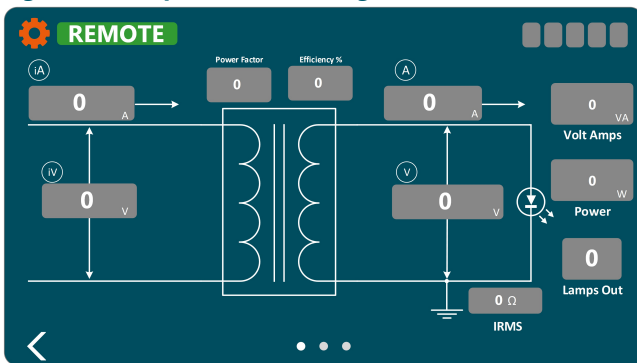 REMOTE
Power Factor
Efficiency %
iA
0 A
0
0
A
0 A
0 VA
Volt Amps
iV
0 V
V
0 V
0 W
Power
0
Lamps Out
0 Ω
IRMS